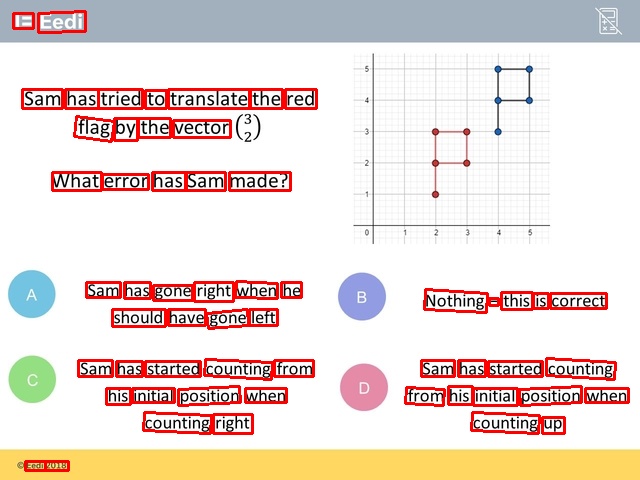 Eedi
Sam has tried to translate the red
flag by the vector (3 2)
What error has Sam made?
5
4
3
2
1
0 1 2 3 4 5
A
Sam has gone right when he
should have gone left
B
Nothing - this is correct
C
Sam has started counting from
his initial position when
counting right
D
Sam has started counting
from his initial position when
counting up
© Eedi 2018